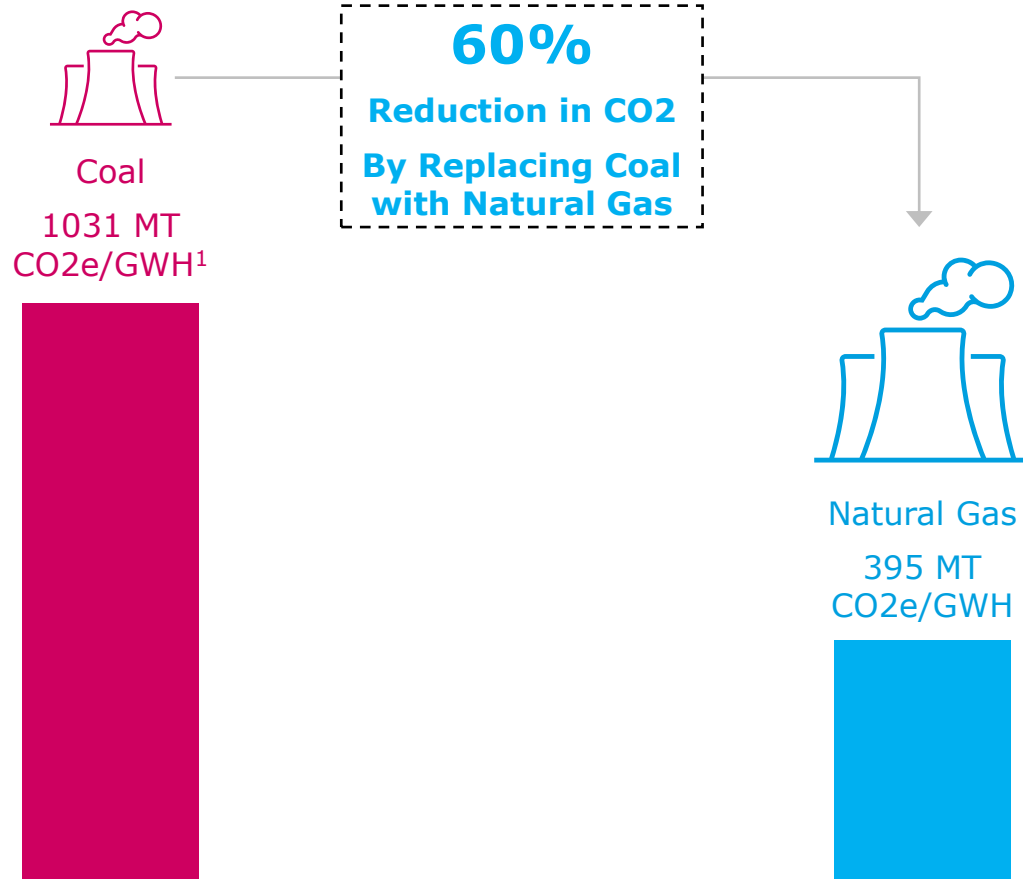 60%
Reduction in CO2
By Replacing Coal
with Natural Gas
Coal
1031 MT
CO2e/GWH¹
Natural Gas
395 MT
CO2e/GWH